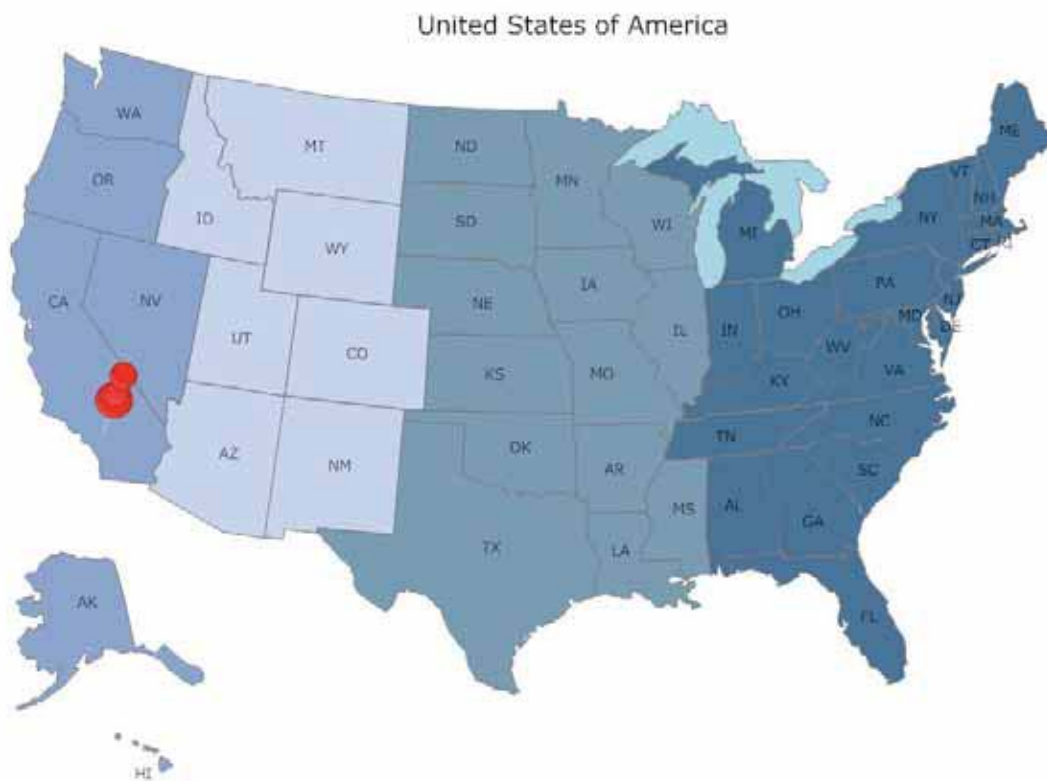 United States of America
WA
MT
ND
MN
ME
VT
NH
OR
ID
SD
WI
MI
NY
MA
CT
RI
WY
IA
PA
NJ
CA
NV
NE
OH
MD
DE
UT
CO
IL
IN
WV
KS
MO
KY
VA
AZ
NM
OK
AR
TN
NC
SC
MS
AL
GA
TX
LA
FL
AK
HI